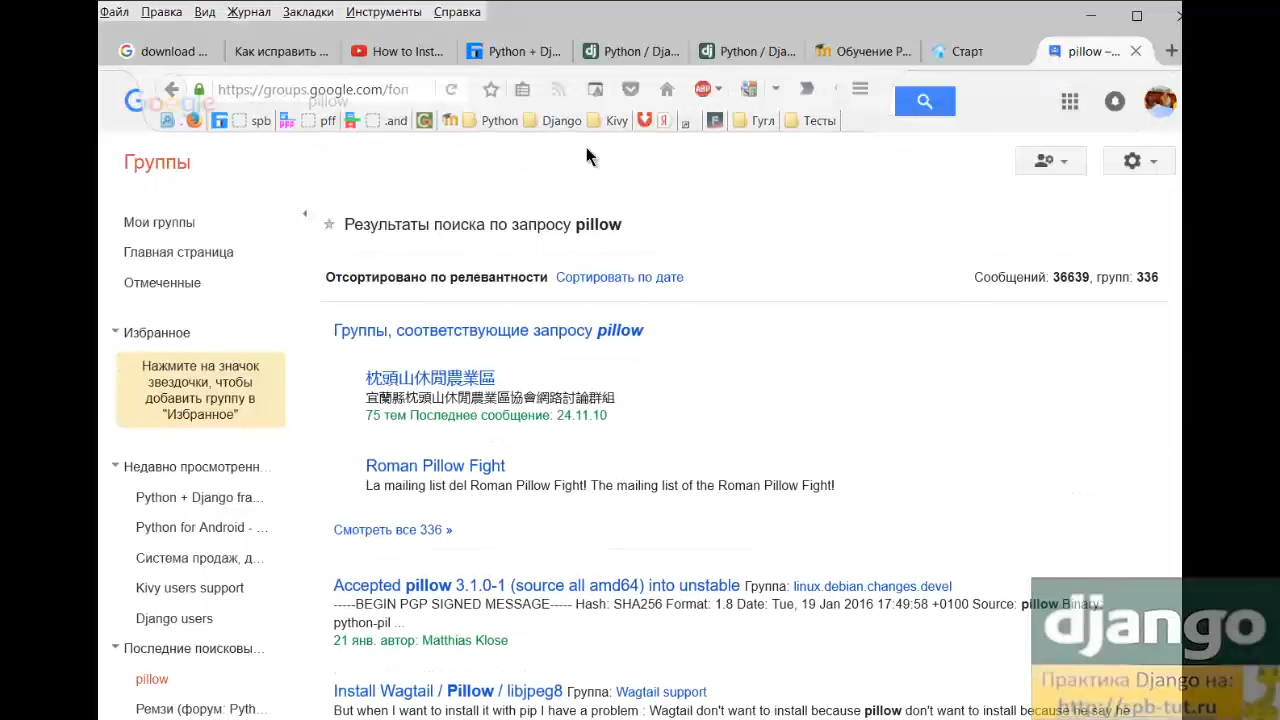 Файл Правка Вид Журнал Закладки Инструменты Справка
download ... Как исправить ... How to Inst... Python + Dj... Python / Dja... Python / Dja... Обучение Р... Старт pillow –...
https://groups.google.com/fon
Google pillow
spb pff .and Python Django Kivy Гугл Тесты
Группы
Мои группы
Главная страница
Отмеченные
Избранное
Нажмите на значок
звездочки, чтобы
добавить группу в
"Избранное"
Недавно просмотренн...
Python + Django fra...
Python for Android - ...
Система продаж, д...
Kivy users support
Django users
Последние поисковы...
pillow
Ремзи (форум: Pyth...
Результаты поиска по запросу pillow
Отсортировано по релевантности Сортировать по дате Сообщений: 36639, групп: 336
Группы, соответствующие запросу pillow
枕頭山休閒農業區
宜蘭縣枕頭山休閒農業區協會網路討論群組
75 тем Последнее сообщение: 24.11.10
Roman Pillow Fight
La mailing list del Roman Pillow Fight! The mailing list of the Roman Pillow Fight!
Смотреть все 336 »
Accepted pillow 3.1.0-1 (source all amd64) into unstable Группа: linux.debian.changes.devel
-----BEGIN PGP SIGNED MESSAGE----- Hash: SHA256 Format: 1.8 Date: Tue, 19 Jan 2016 17:49:58 +0100 Source: pillow Binary:
python-pil ...
21 янв. автор: Matthias Klose
Install Wagtail / Pillow / libjpeg8 Группа: Wagtail support
But when I want to install it with pip I have a problem : Wagtail don't want to install because pillow don't want to install because he say he
django
Практика Django на:
http://spb-tut.ru